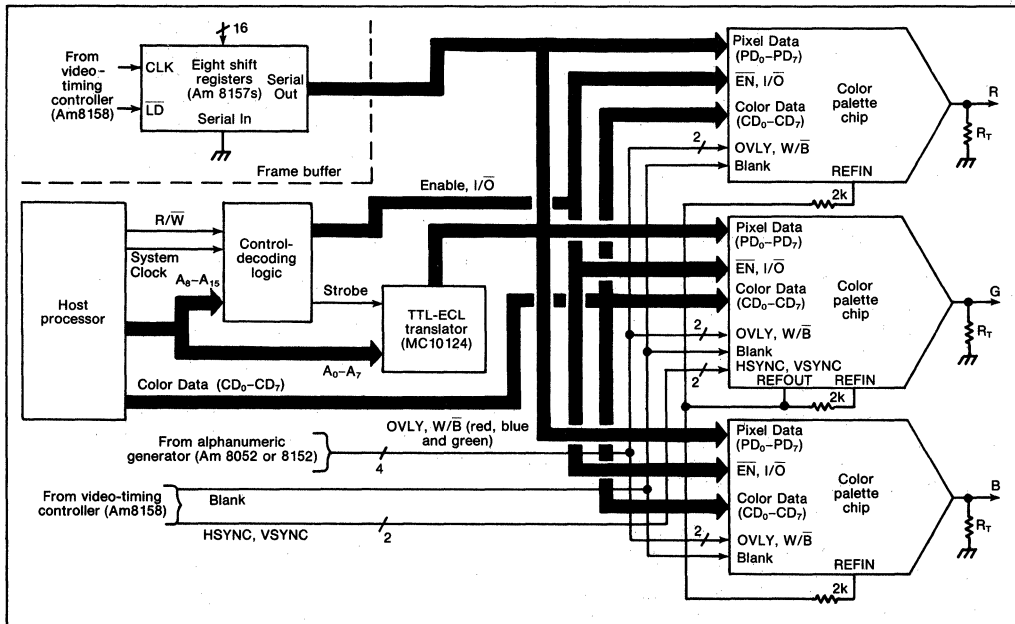 16
From
video-
timing
controller
(Am8158)
CLK
LD
Eight shift
registers
(Am 8157s)
Serial
Out
Serial In
Frame buffer
Pixel Data
(PD0–PD7)
EN, I/O
Color Data
(CD0–CD7)
2
OVLY, W/B
Blank
Color
palette
chip
REFIN
2k
R
RT
Enable, I/O
Host
processor
R/W
System
Clock
A8–A15
Control-
decoding
logic
Strobe
TTL-ECL
translator
(MC10124)
A0–A7
Color Data (CD0–CD7)
Pixel Data
(PD0–PD7)
EN, I/O
Color Data
(CD0–CD7)
2
OVLY, W/B
Blank
2
HSYNC, VSYNC
REFOUT
REFIN
2k
Color
palette
chip
G
RT
From alphanumeric
generator (Am 8052 or 8152)
OVLY, W/B (red, blue
and green)
4
From video-timing
controller (Am8158)
Blank
HSYNC, VSYNC
2
Pixel Data
(PD0–PD7)
EN, I/O
Color Data
(CD0–CD7)
2
OVLY, W/B
Blank
Color
palette
chip
REFIN
2k
B
RT